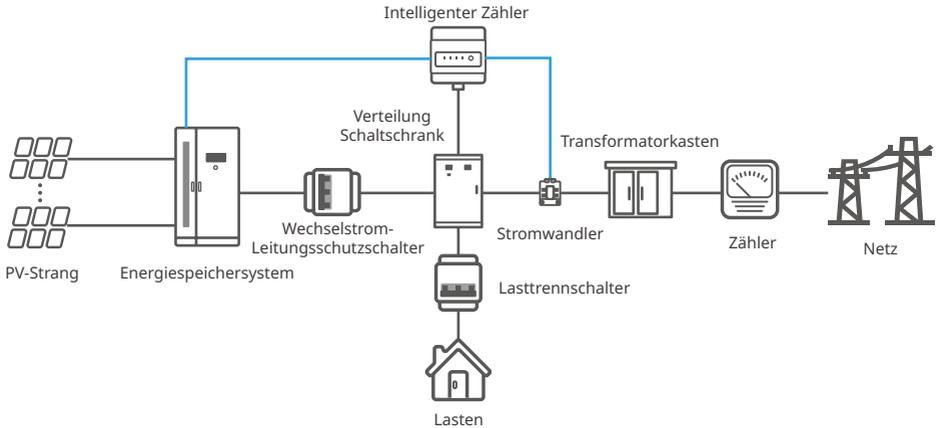 Intelligenter Zähler
Verteilung
Schaltschrank
Transformatorkasten
Wechselstrom-
Leitungsschutzschalter
Stromwandler
Zähler
Netz
PV-Strang
Energiespeichersystem
Lasttrennschalter
Lasten